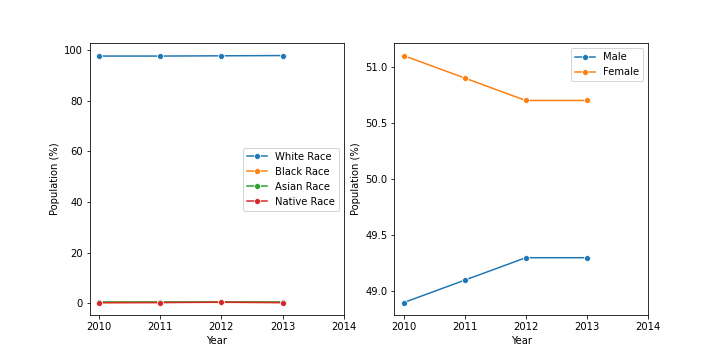 100
80
60
40
20
0
Population (%)
2010 2011 2012 2013 2014
Year
White Race
Black Race
Asian Race
Native Race
51.0
50.5
50.0
49.5
49.0
Population (%)
2010 2011 2012 2013 2014
Year
Male
Female